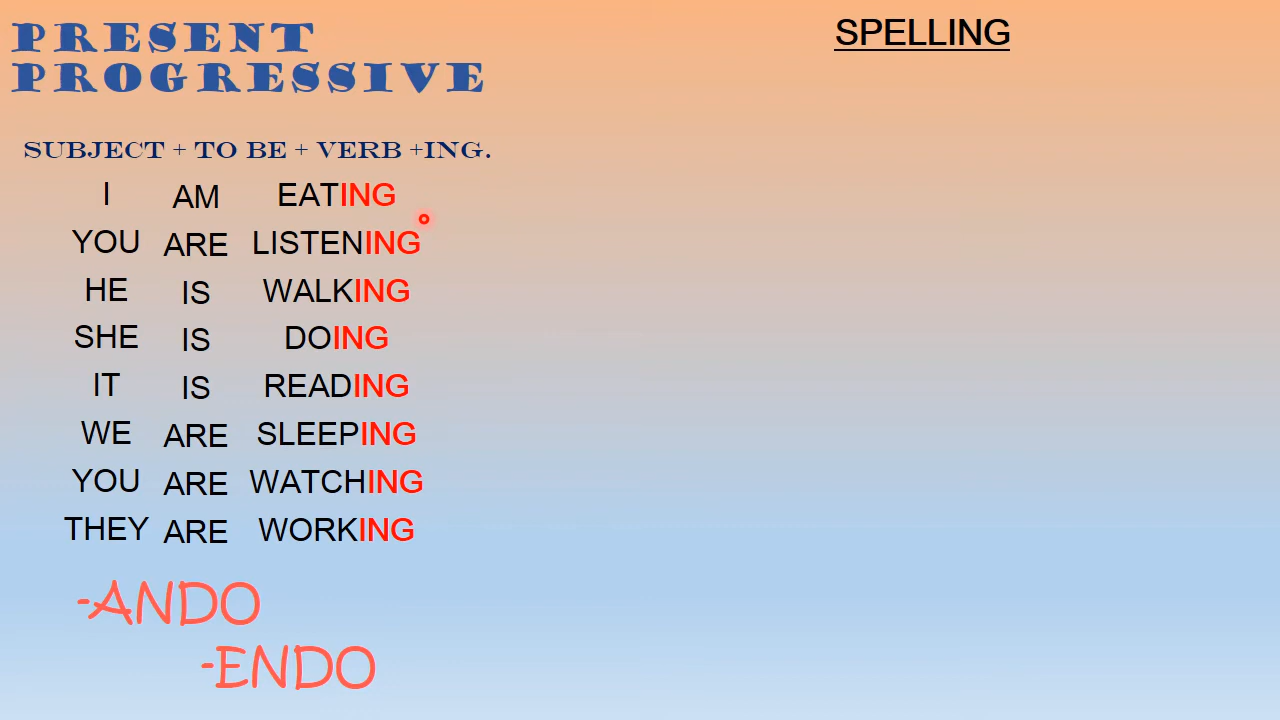 PRESENT
PROGRESSIVE
SPELLING
SUBJECT + TO BE + VERB +ING.
I AM EATING
YOU ARE LISTENING
HE IS WALKING
SHE IS DOING
IT IS READING
WE ARE SLEEPING
YOU ARE WATCHING
THEY ARE WORKING
-ANDO
-ENDO